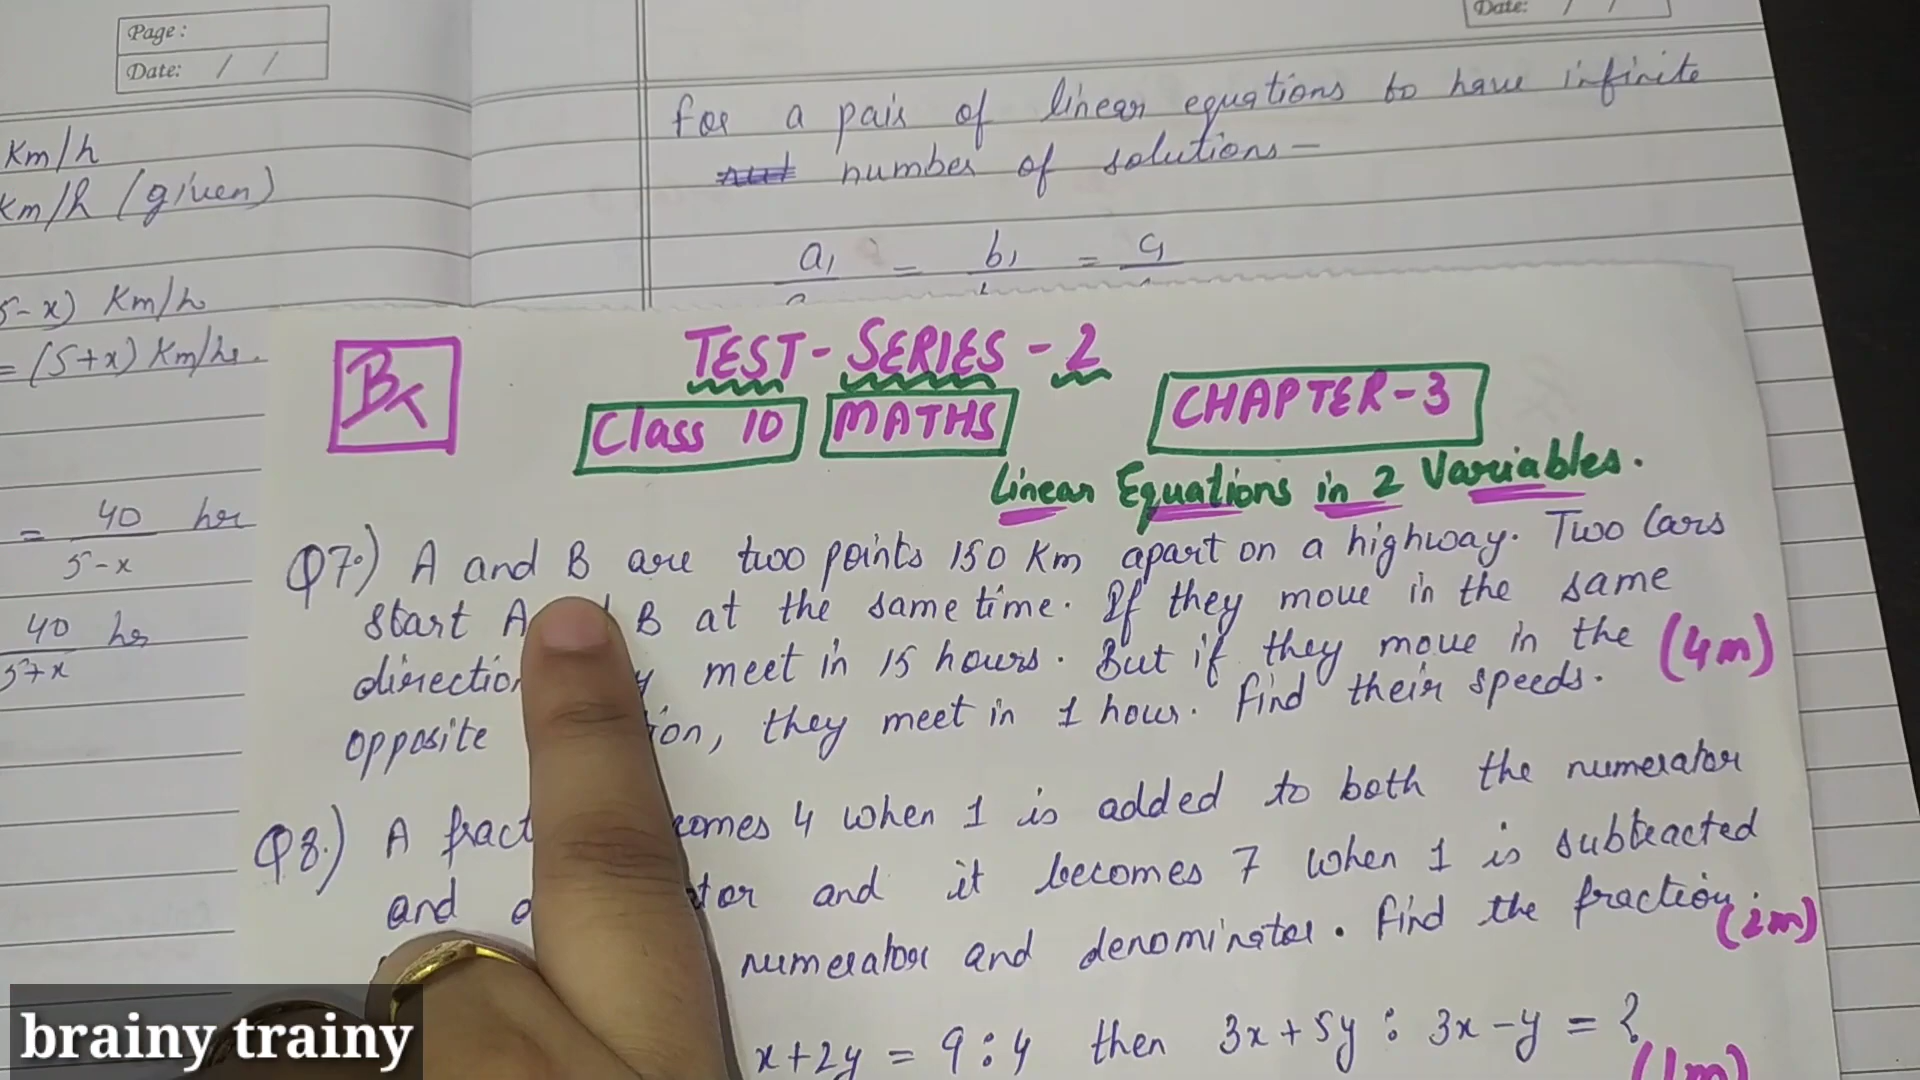 Page:
Date: / /
Date: / /
Km/h
Km/h (given)
5-x) Km/h
= (5+x) Km/hr.
= 40 hr
5-x
40 hr
5+x
for a pair of linear equations to have infinite
number of solutions-
a1 = b1 = c1
TEST-SERIES-2
Class 10 MATHS CHAPTER-3
Linear Equations in 2 Variables.
Q7.) A and B are two points 150 Km apart on a highway. Two Cars
start A B at the same time. If they move in the same
direction meet in 15 hours. But if they move in the (4m)
opposite they meet in 1 hour. find their speeds.
Q8.) A 4 when 1 is added to both the numerator
and and it becomes 7 when 1 is subtracted
numerator and denominator. find the fraction. (2m)
x+2y = 9:4 then 3x+5y : 3x-y = ?
(1m)
brainy trainy